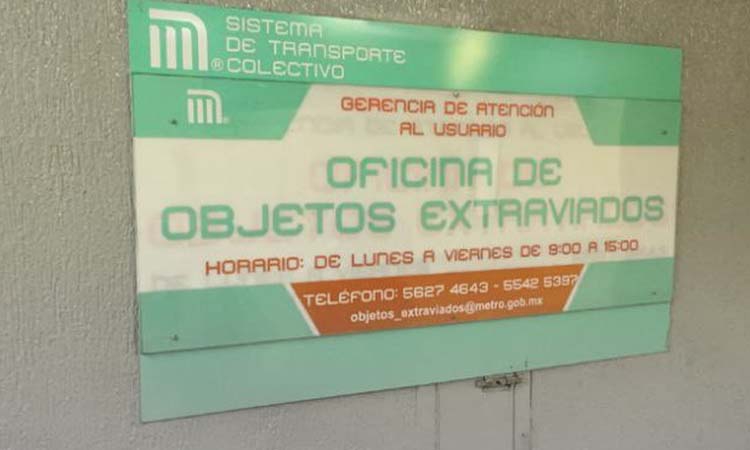 SISTEMA
DE TRANSPORTE
COLECTIVO
®
GERENCIA DE ATENCIÓN
AL USUARIO
OFICINA DE
OBJETOS EXTRAVIADOS
HORARIO: DE LUNES A VIERNES DE 9:00 A 15:00
TELÉFONO: 5627 4643 - 5542 5397
objetos_extraviados@metro.gob.mx